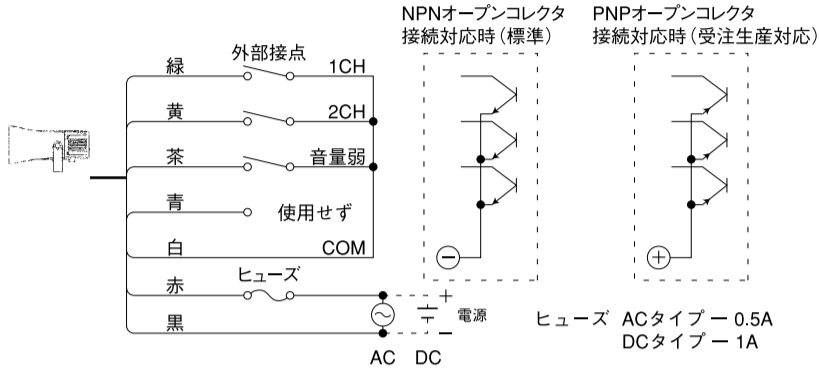 NPNオープンコレクタ
接続対応時（標準）
PNPオープンコレクタ
接続対応時（受注生産対応）
外部接点
緑
1CH
黄
2CH
茶
音量弱
青
使用せず
白
COM
赤
ヒューズ
黒
+
電源
−
AC
DC
−
+
ヒューズ ACタイプ ー 0.5A
DCタイプ ー 1A